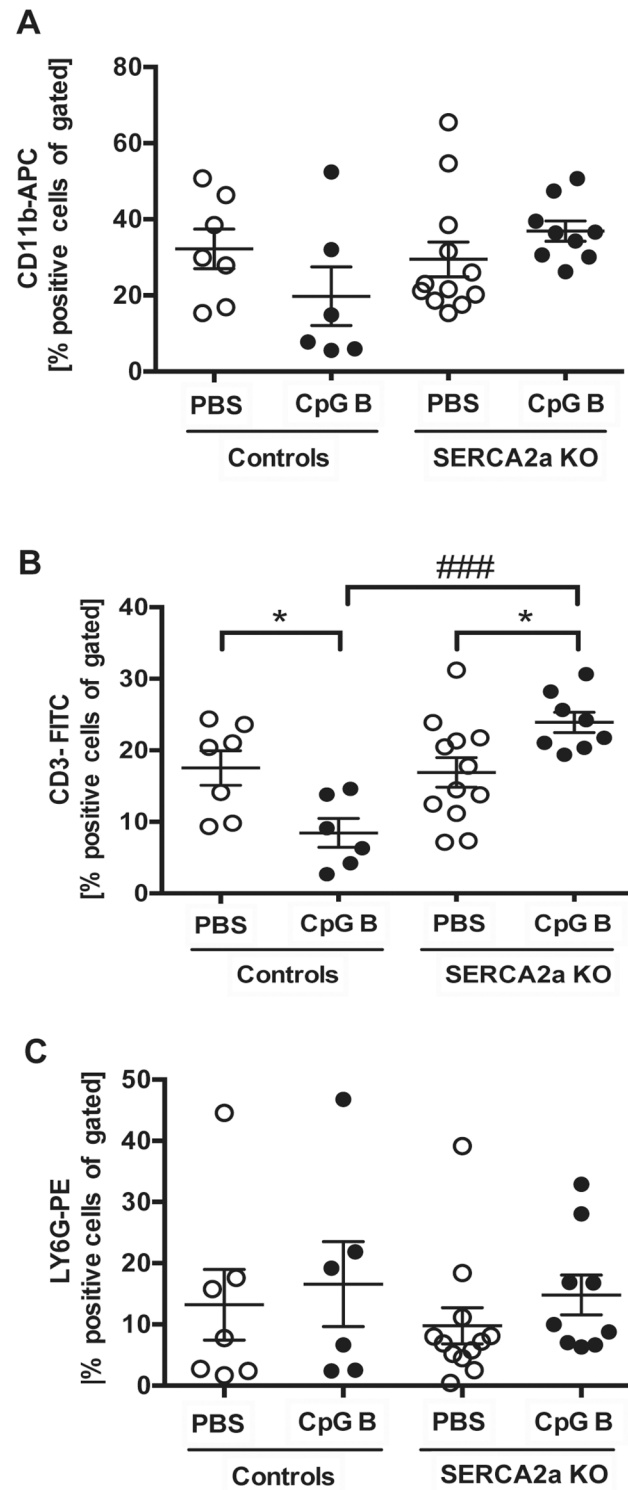 A
CD11b-APC
[% positive cells of gated]
80
60
40
20
0
PBS
CpG B
PBS
CpG B
Controls
SERCA2a KO
B
###
*
*
CD3- FITC
[% positive cells of gated]
40
30
20
10
0
PBS
CpG B
PBS
CpG B
Controls
SERCA2a KO
C
LY6G-PE
|% positive cells of gated]
50
40
30
20
10
0
PBS
CpG B
PBS
CpG B
Controls
SERCA2a KO